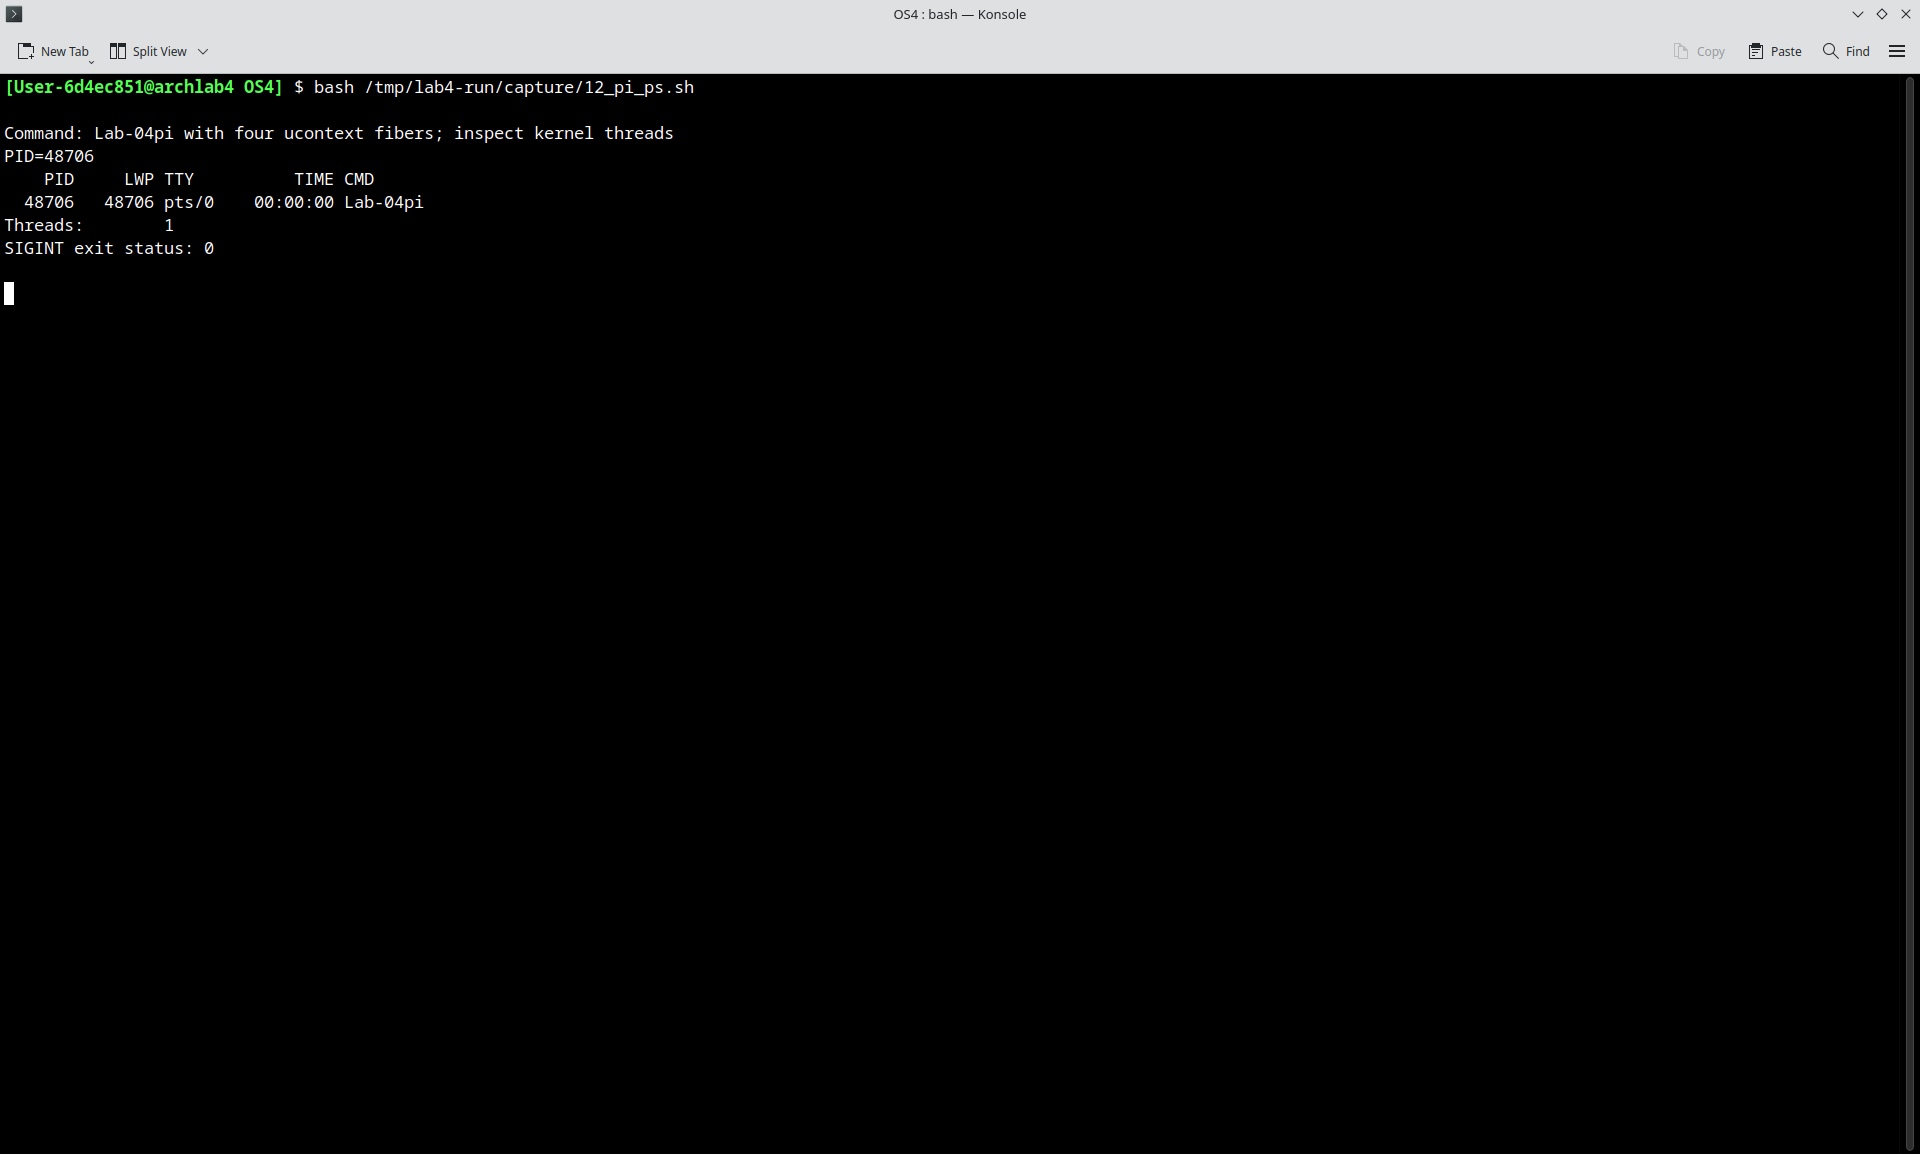 OS4 : bash — Konsole
New Tab Split View Copy Paste Find
[User-6d4ec851@archlab4 OS4] $ bash /tmp/lab4-run/capture/12_pi_ps.sh
Command: Lab-04pi with four ucontext fibers; inspect kernel threads
PID=48706
    PID     LWP TTY          TIME CMD
  48706   48706 pts/0    00:00:00 Lab-04pi
Threads:        1
SIGINT exit status: 0